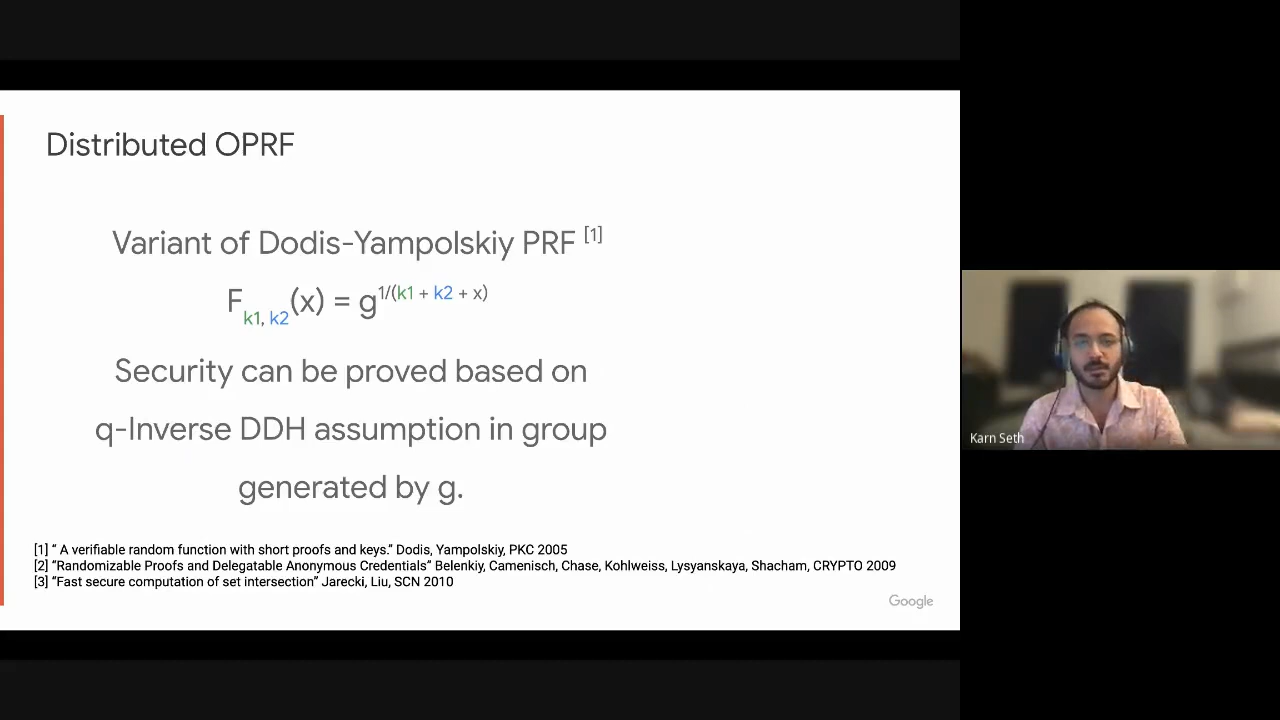 Distributed OPRF
Variant of Dodis-Yampolskiy PRF [1]
F k1, k2 (x) = g 1/(k1 + k2 + x)
Security can be proved based on
q-Inverse DDH assumption in group
generated by g.
[1] “ A verifiable random function with short proofs and keys.” Dodis, Yampolskiy, PKC 2005
[2] “Randomizable Proofs and Delegatable Anonymous Credentials” Belenkiy, Camenisch, Chase, Kohlweiss, Lysyanskaya, Shacham, CRYPTO 2009
[3] “Fast secure computation of set intersection” Jarecki, Liu, SCN 2010
Google
Karn Seth